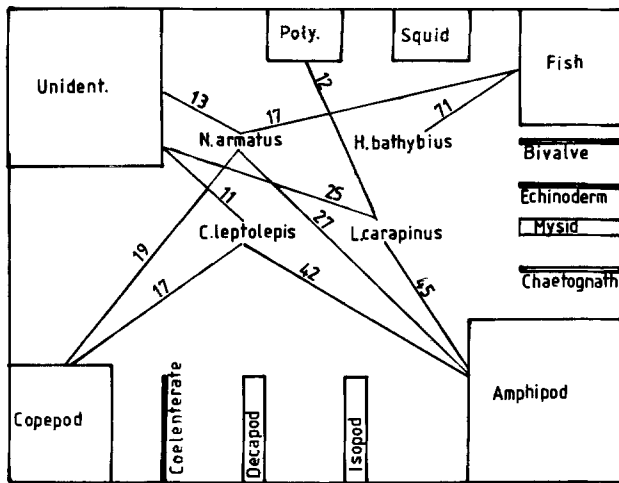 Poly.
Squid
Fish
Unident.
13
17
12
71
N.armatus
H.bathybius
Bivalve
25
Echinoderm
11
27
C.leptolepis
L.carapinus
Mysid
19
17
42
45
Chaetognath
Copepod
Coelenterate
Decapod
Isopod
Amphipod